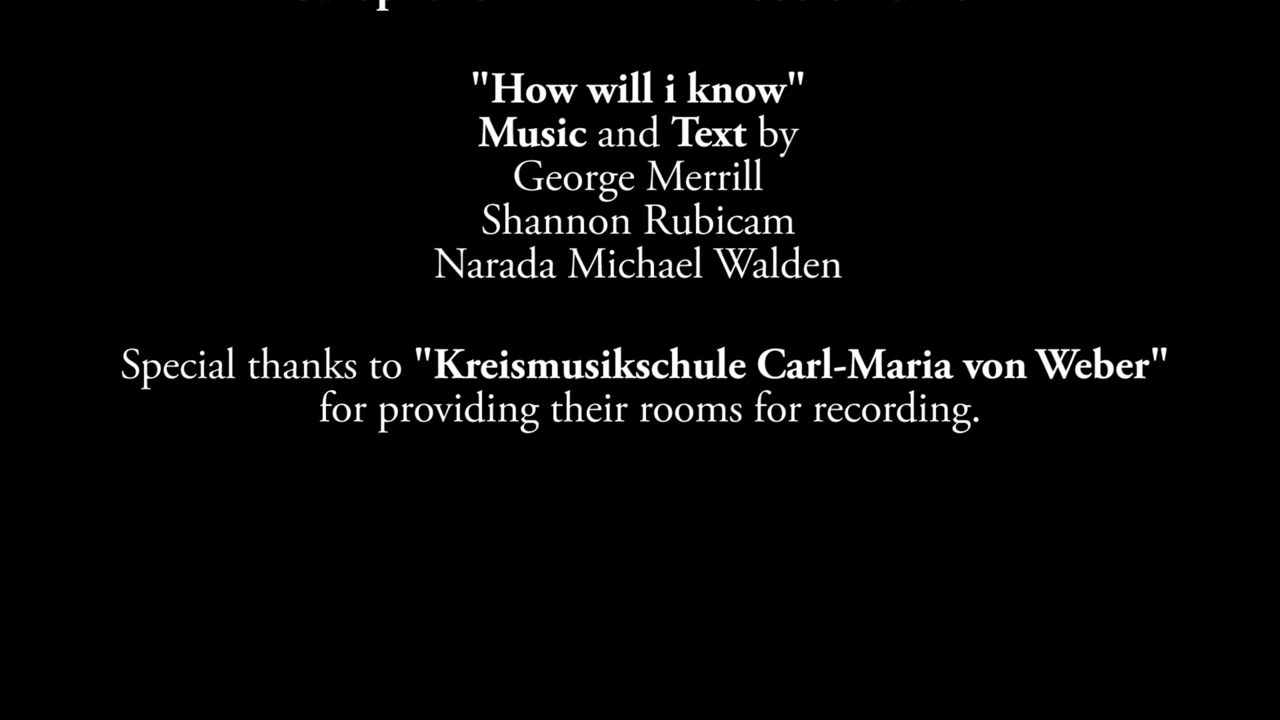 "How will i know"
Music and Text by
George Merrill
Shannon Rubicam
Narada Michael Walden
Special thanks to "Kreismusikschule Carl-Maria von Weber"
for providing their rooms for recording.